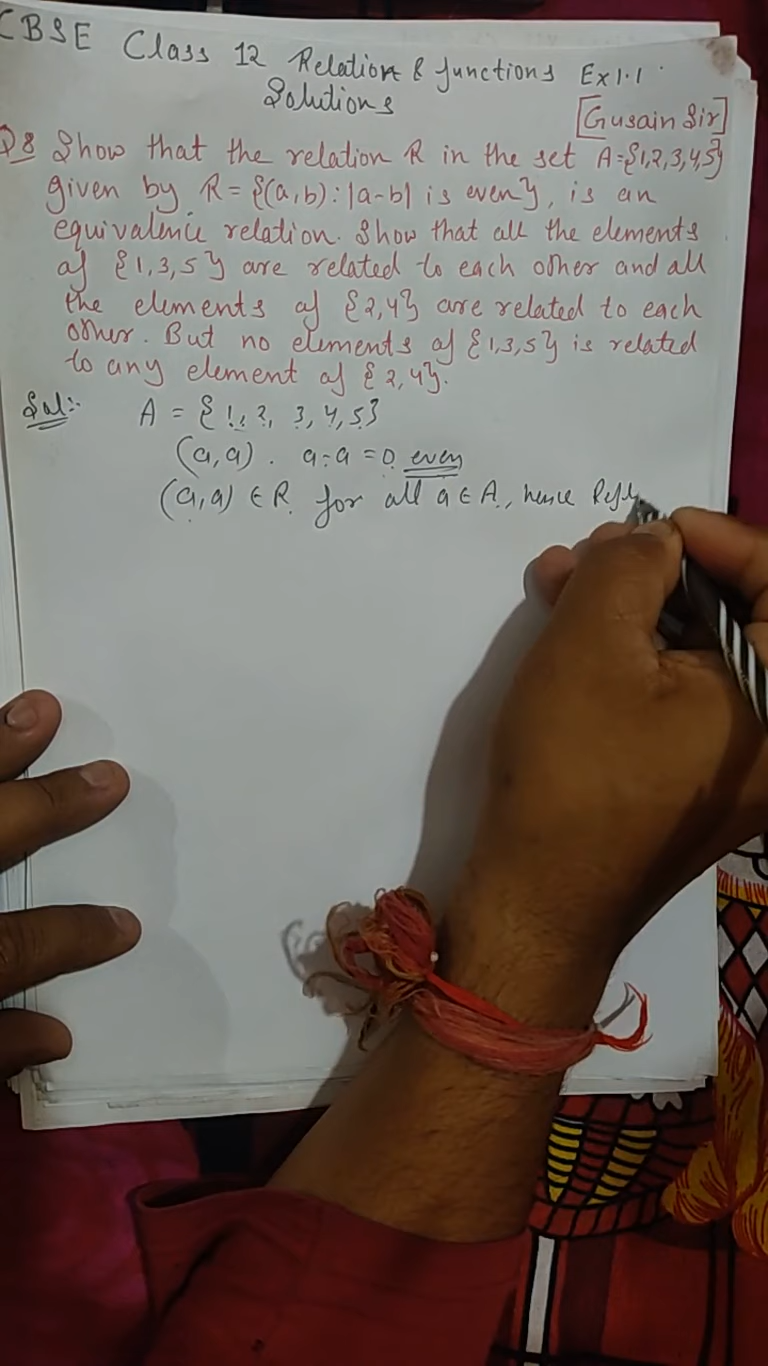 CBSE Class 12 Relation & functions Ex 1.1
Solutions
[Gusain Sir]
Q8 Show that the relation R in the set A={1,2,3,4,5}
given by R = {(a,b) : |a-b| is even}, is an
equivalence relation. Show that all the elements
of {1,3,5} are related to each other and all
the elements of {2,4} are related to each
other. But no elements of {1,3,5} is related
to any element of {2,4}.
Sol:- A = {1, 2, 3, 4, 5}
(a,a) . a-a = 0 even
(a,a) ∈ R for all a ∈ A, hence Refl